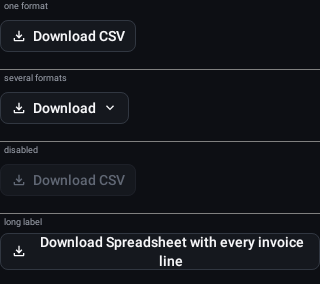 one format
Download CSV
several formats
Download
disabled
Download CSV
long label
Download Spreadsheet with every invoice
line